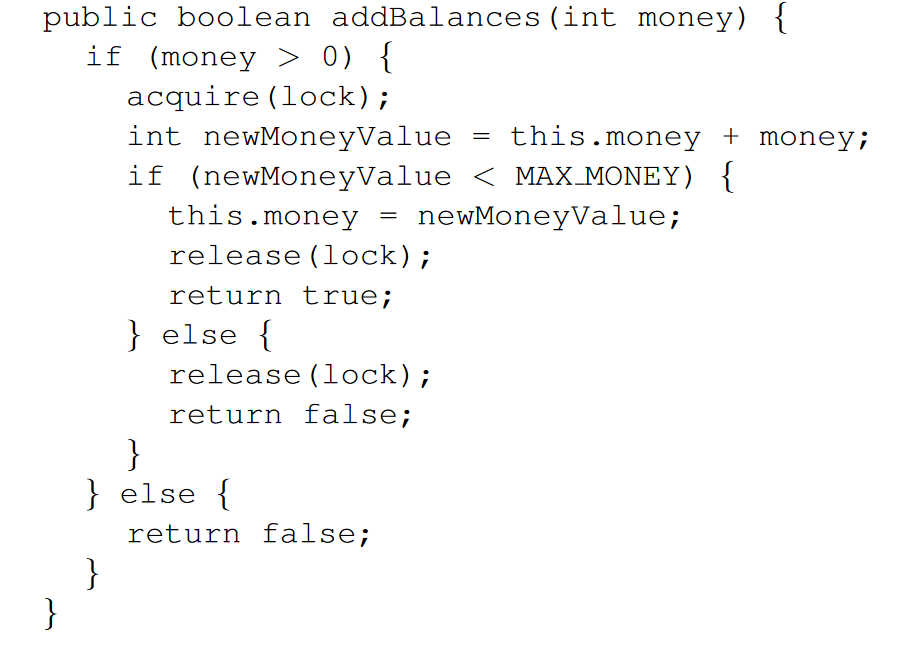 public boolean addBalances(int money) {
if (money > 0) {
acquire(lock);
int newMoneyValue = this.money + money;
if (newMoneyValue < MAX_MONEY) {
this.money = newMoneyValue;
release(lock);
return true;
} else {
release(lock);
return false;
}
} else {
return false;
}
}